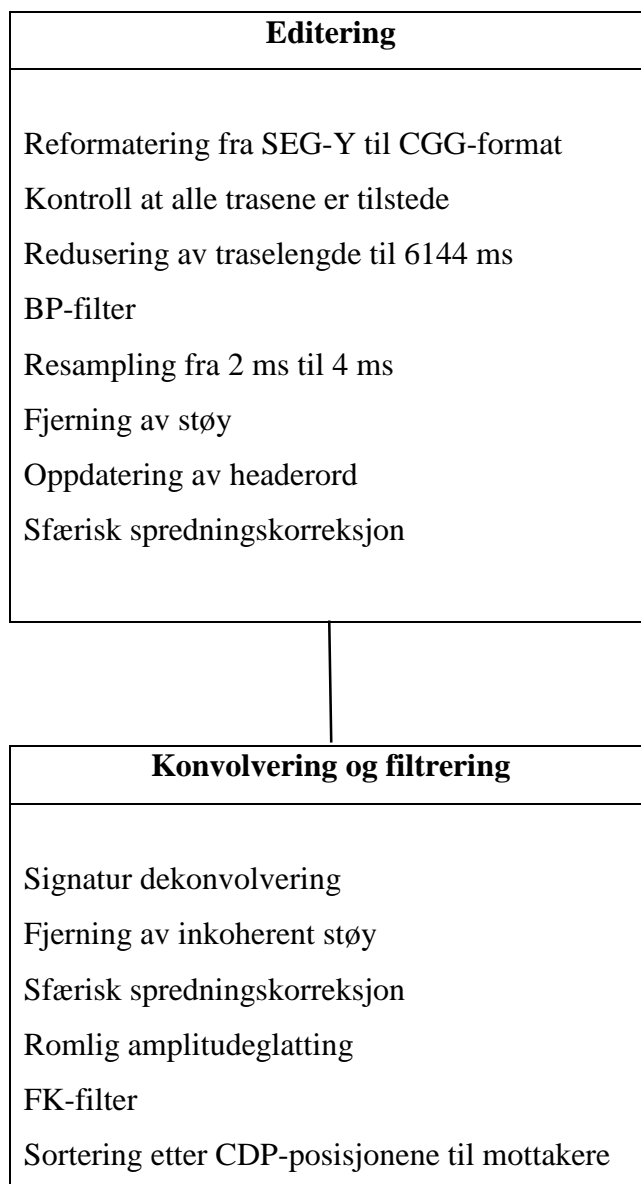 Editering
Reformatering fra SEG-Y til CGG-format
Kontroll at alle trasene er tilstede
Redusering av traselengde til 6144 ms
BP-filter
Resampling fra 2 ms til 4 ms
Fjerning av støy
Oppdatering av headerord
Sfærisk spredningskorreksjon
Konvolvering og filtrering
Signatur dekonvolvering
Fjerning av inkoherent støy
Sfærisk spredningskorreksjon
Romlig amplitudeglatting
FK-filter
Sortering etter CDP-posisjonene til mottakere